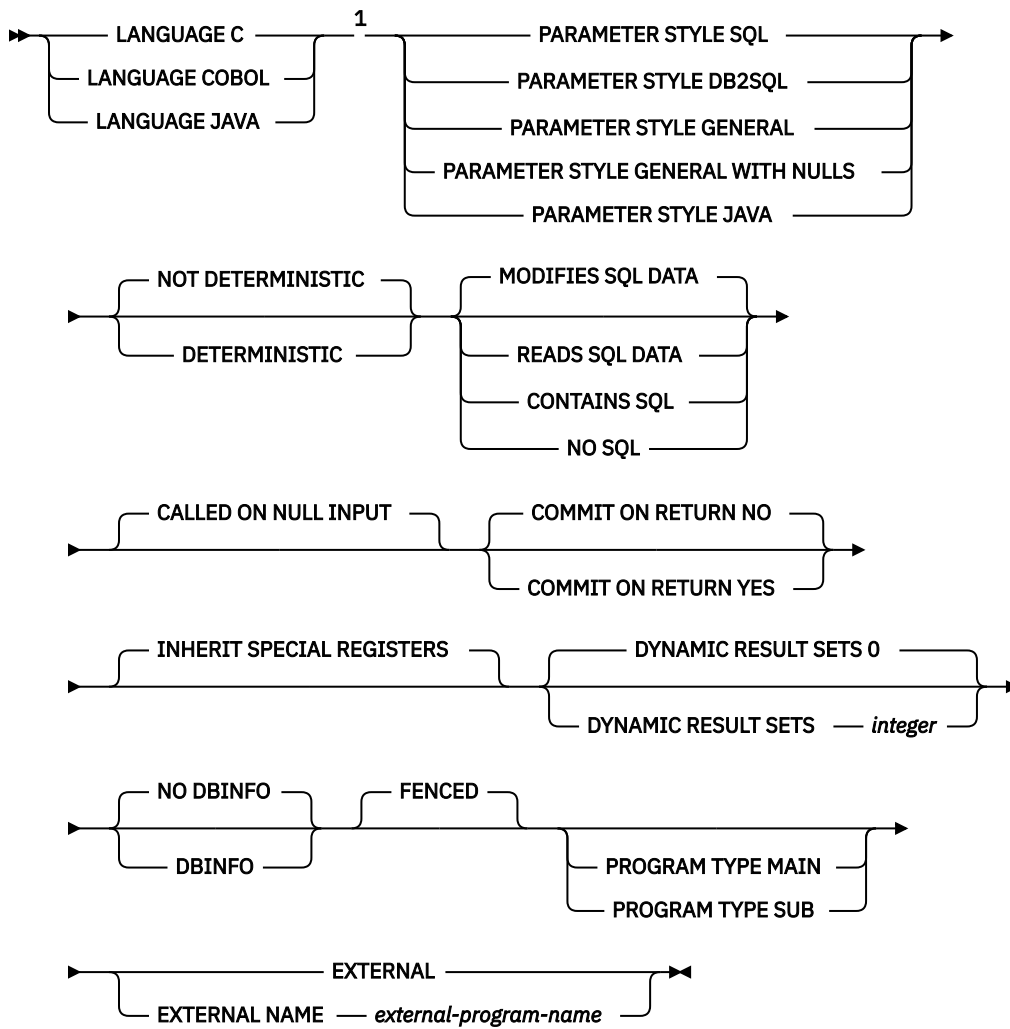 1
LANGUAGE C
LANGUAGE COBOL
LANGUAGE JAVA
PARAMETER STYLE SQL
PARAMETER STYLE DB2SQL
PARAMETER STYLE GENERAL
PARAMETER STYLE GENERAL WITH NULLS
PARAMETER STYLE JAVA
NOT DETERMINISTIC
DETERMINISTIC
MODIFIES SQL DATA
READS SQL DATA
CONTAINS SQL
NO SQL
CALLED ON NULL INPUT
COMMIT ON RETURN NO
COMMIT ON RETURN YES
INHERIT SPECIAL REGISTERS
DYNAMIC RESULT SETS 0
DYNAMIC RESULT SETS integer
NO DBINFO
DBINFO
FENCED
PROGRAM TYPE MAIN
PROGRAM TYPE SUB
EXTERNAL
EXTERNAL NAME external-program-name